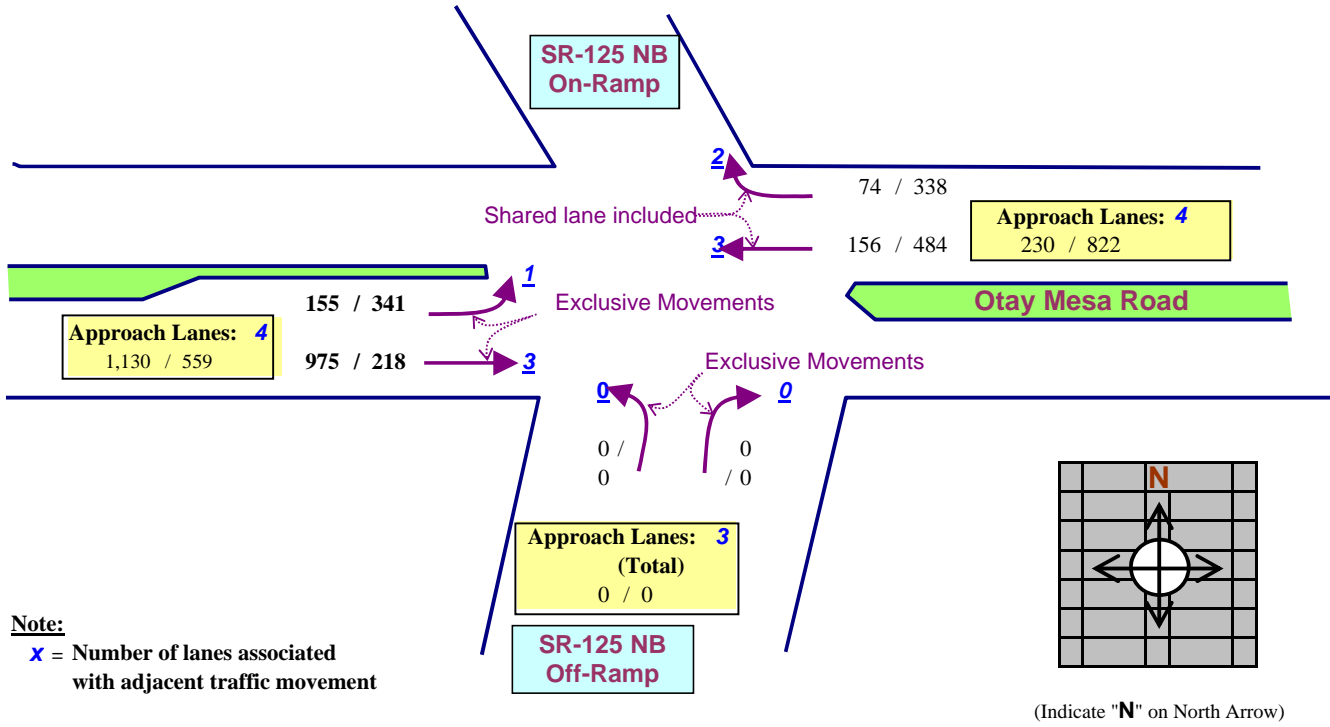 SR-125 NB
On-Ramp
2
74 / 338
Shared lane included
Approach Lanes: 4
230 / 822
3
156 / 484
1
155 / 341
Exclusive Movements
Otay Mesa Road
Approach Lanes: 4
1,130 / 559
975 / 218
3
Exclusive Movements
0
0
0 /
0
0
/ 0
N
Approach Lanes: 3
(Total)
0 / 0
Note:
x = Number of lanes associated
with adjacent traffic movement
SR-125 NB
Off-Ramp
(Indicate "N" on North Arrow)